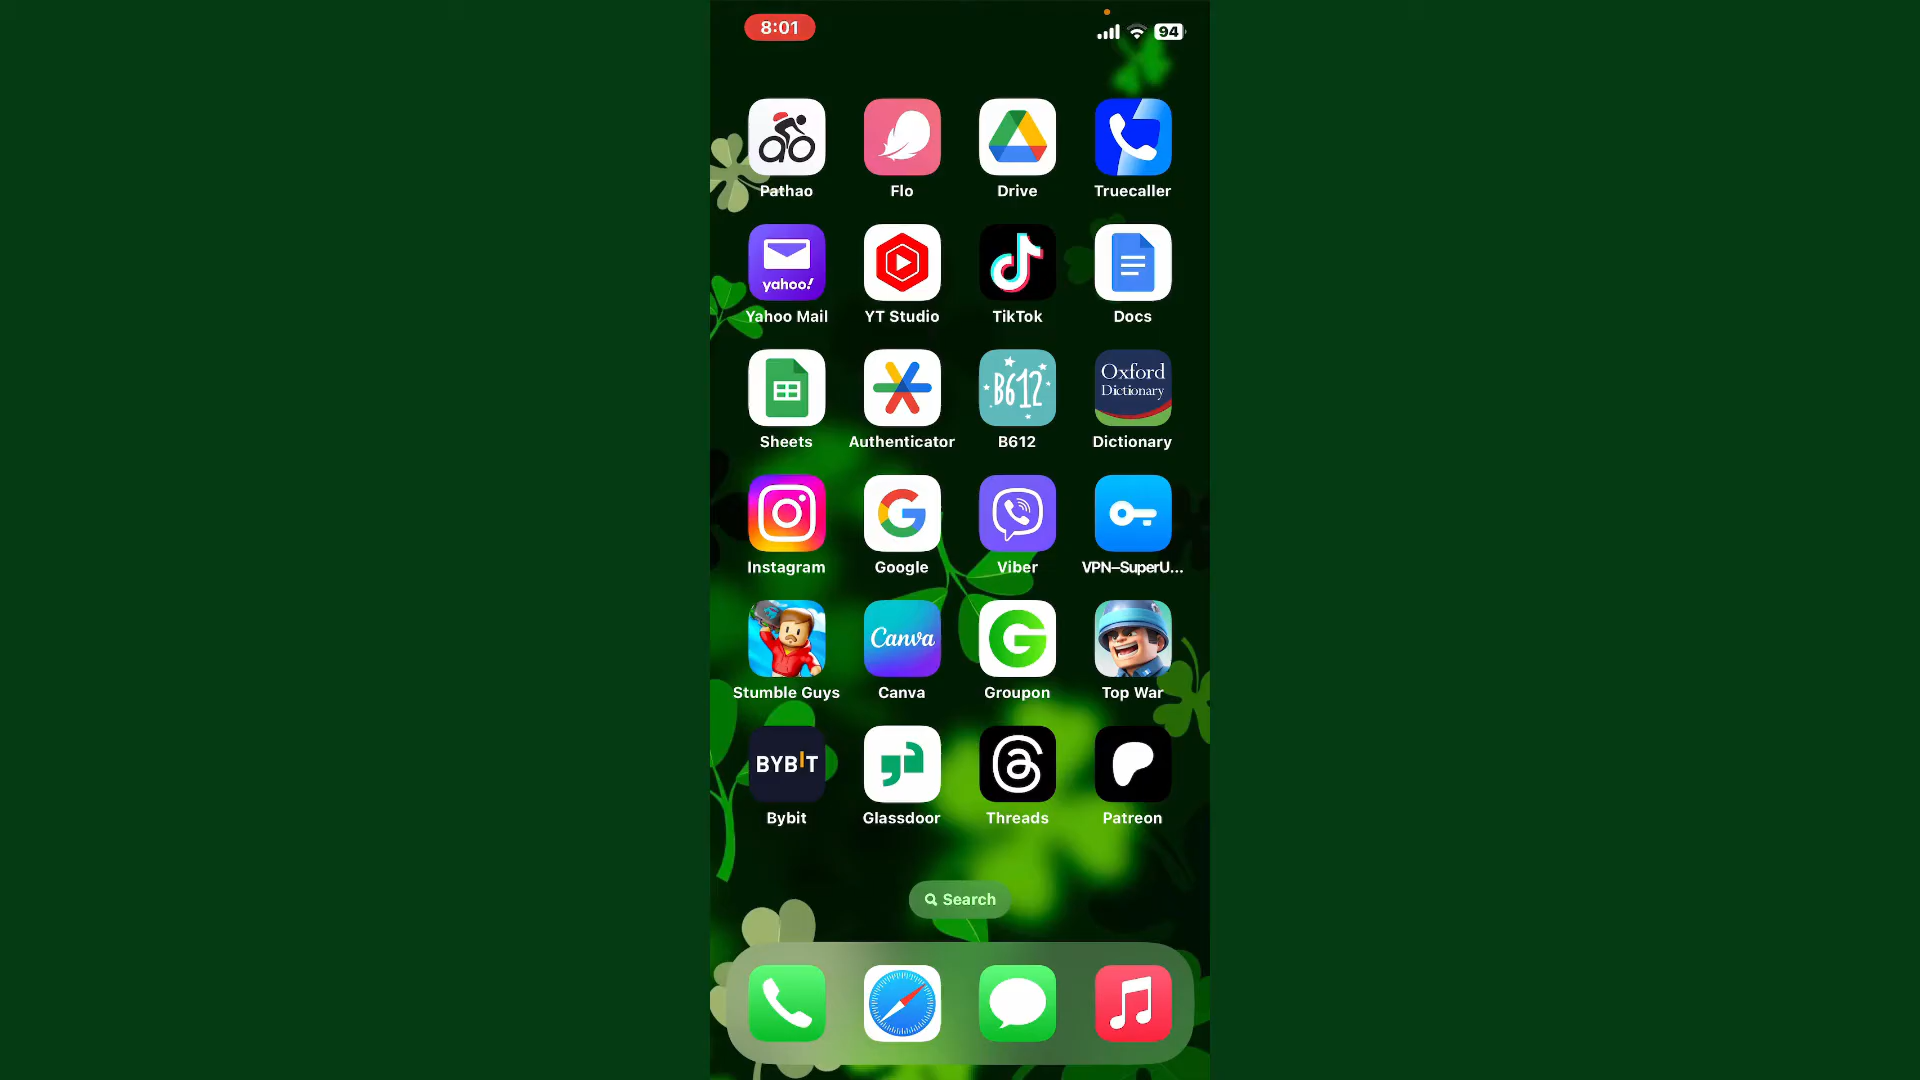 8:01
94
Pathao Flo Drive Truecaller
yahoo!
Yahoo Mail YT Studio TikTok Docs
B612 Oxford
Dictionary
Sheets Authenticator B612 Dictionary
Instagram Google Viber VPN–SuperU...
Canva
Stumble Guys Canva Groupon Top War
BYBIT
Bybit Glassdoor Threads Patreon
Search